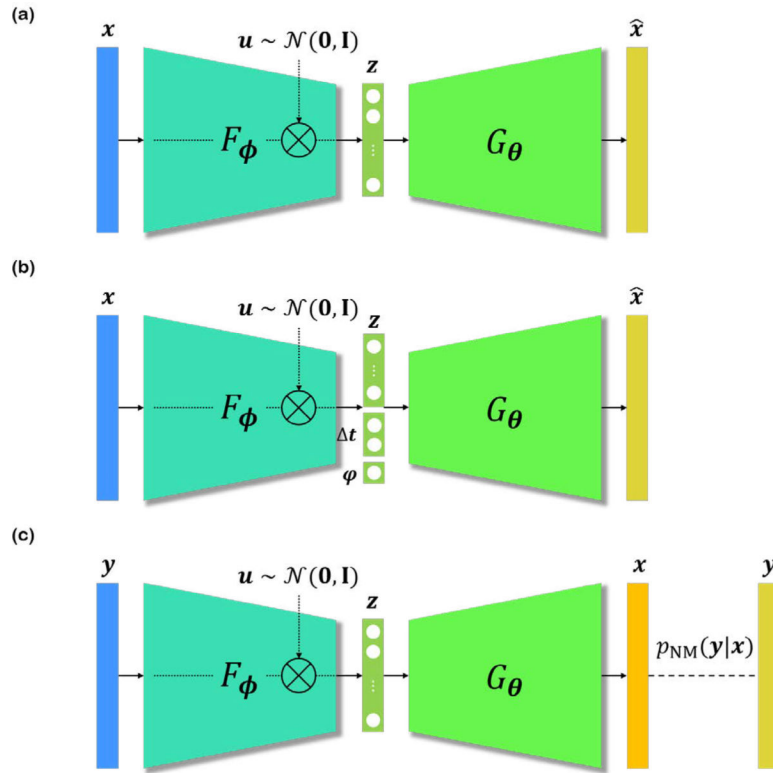 (a)
x
u ~ 𝒩(0, I)
z
x̂
F_ϕ
G_θ
(b)
x
u ~ 𝒩(0, I)
z
x̂
F_ϕ
G_θ
Δt
φ
(c)
y
u ~ 𝒩(0, I)
z
x
y
F_ϕ
G_θ
p_NM(y|x)